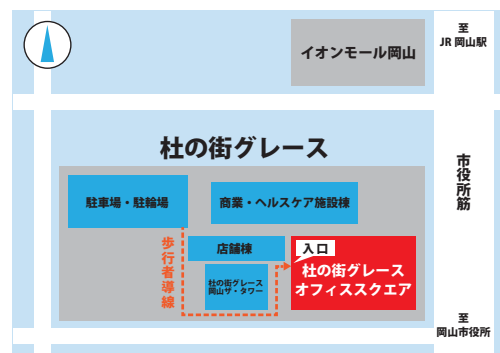 イオンモール岡山
至
JR 岡山駅
杜の街グレース
市役所筋
駐車場・駐輪場
商業・ヘルスケア施設棟
歩行者導線
店舗棟
入口
杜の街グレース
オフィススクエア
杜の街グレース
岡山ザ・タワー
至
岡山市役所